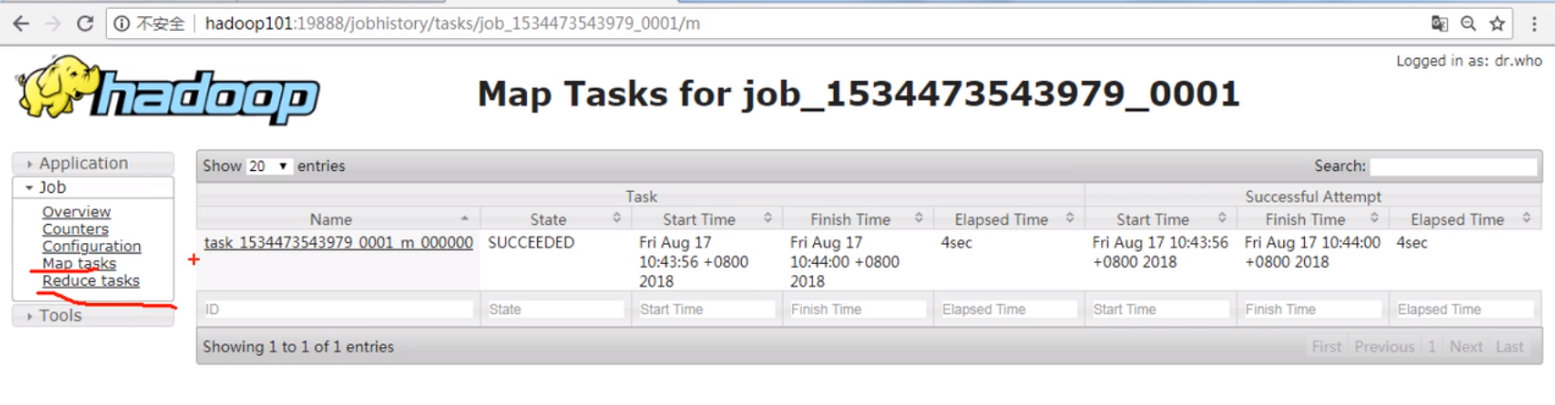 不安全 | hadoop101:19888/jobhistory/tasks/job_1534473543979_0001/m
Logged in as: dr.who
hadoop
Map Tasks for job_1534473543979_0001
Application
Job
Overview
Counters
Configuration
Map tasks
Reduce tasks
Tools
Show 20 entries
Search:
Task Successful Attempt
Name State Start Time Finish Time Elapsed Time Start Time Finish Time Elapsed Time
task_1534473543979_0001_m_000000 SUCCEEDED Fri Aug 17 Fri Aug 17 4sec Fri Aug 17 10:43:56 Fri Aug 17 10:44:00 4sec
10:43:56 +0800 10:44:00 +0800 +0800 2018 +0800 2018
2018 2018
ID State Start Time Finish Time Elapsed Time Start Time Finish Time Elapsed Time
Showing 1 to 1 of 1 entries
First Previous 1 Next Last